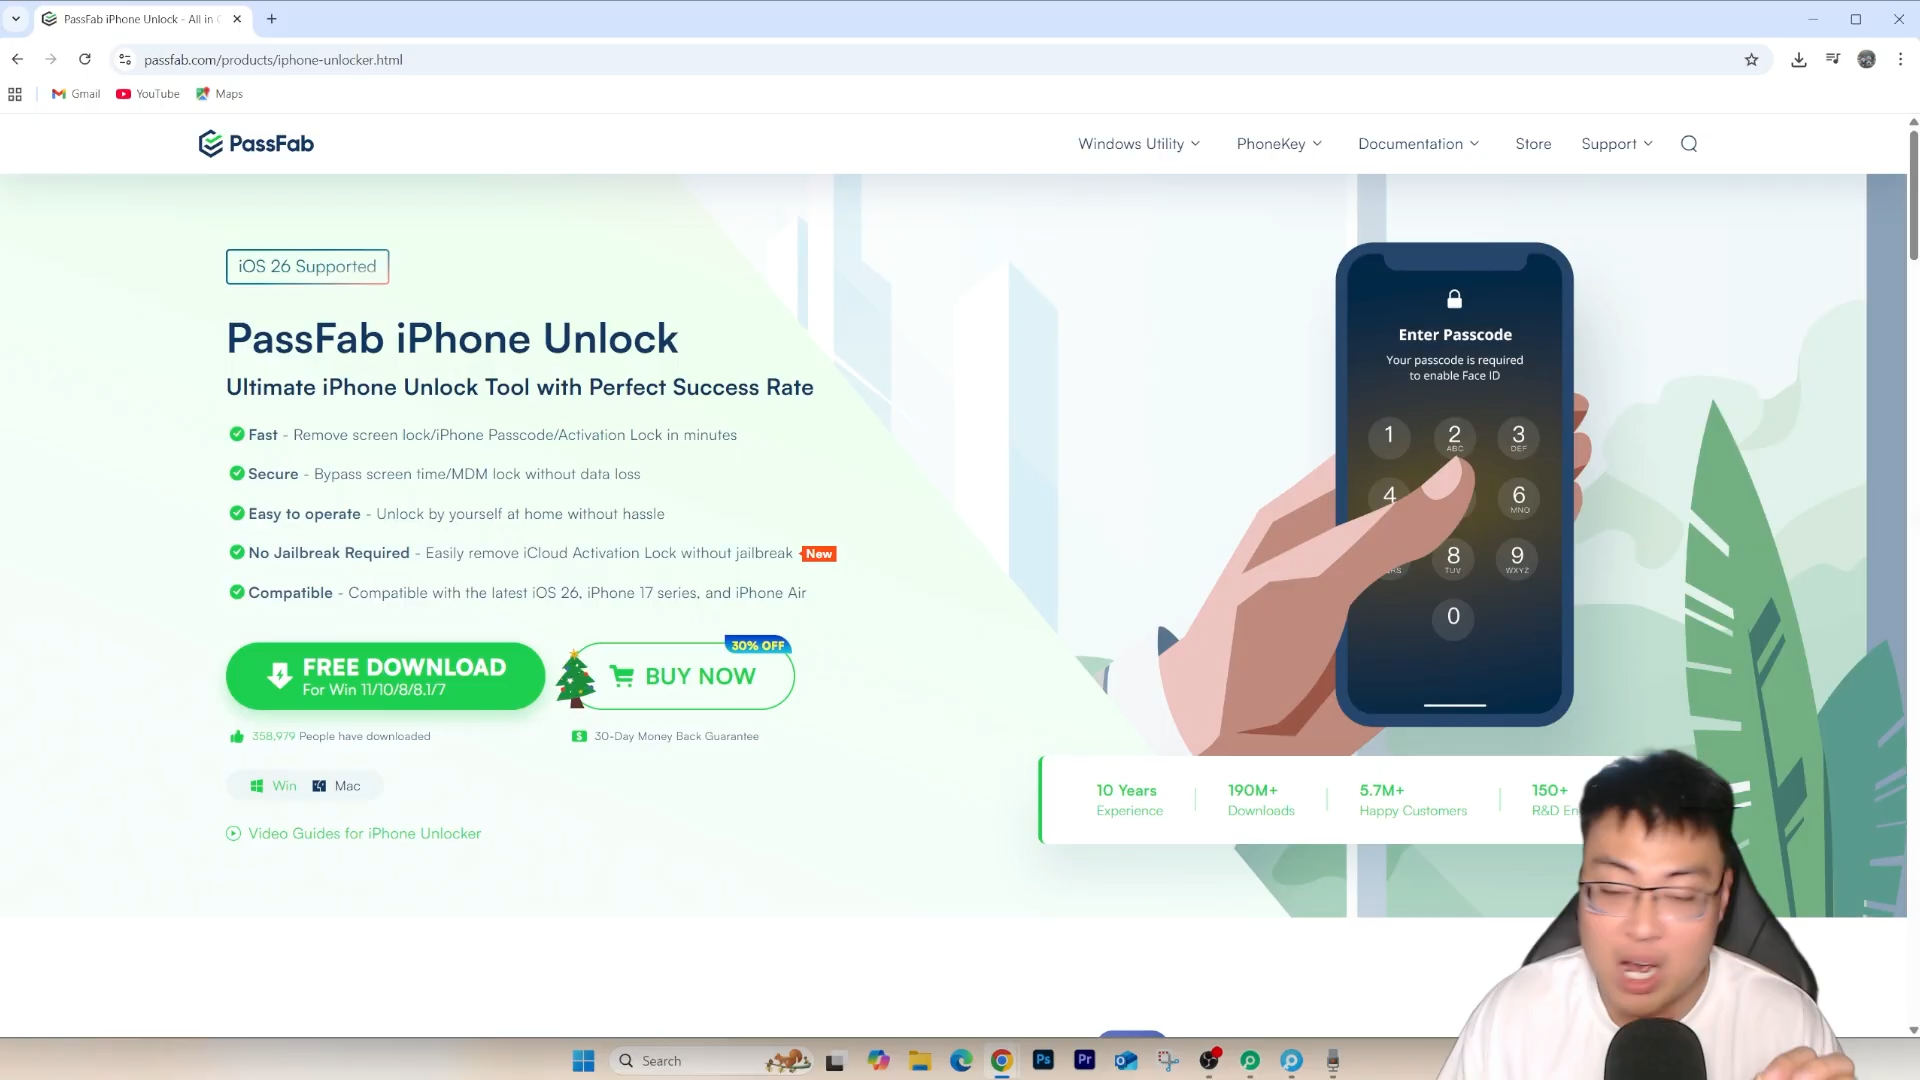 PassFab iPhone Unlock - All in
passfab.com/products/iphone-unlocker.html
Gmail
YouTube
Maps
PassFab
Windows Utility
PhoneKey
Documentation
Store
Support
iOS 26 Supported
PassFab iPhone Unlock
Ultimate iPhone Unlock Tool with Perfect Success Rate
Fast - Remove screen lock/iPhone Passcode/Activation Lock in minutes
Secure - Bypass screen time/MDM lock without data loss
Easy to operate - Unlock by yourself at home without hassle
No Jailbreak Required - Easily remove iCloud Activation Lock without jailbreak New
Compatible - Compatible with the latest iOS 26, iPhone 17 series, and iPhone Air
FREE DOWNLOAD
For Win 11/10/8/8.1/7
30% OFF
BUY NOW
358,979 People have downloaded
30-Day Money Back Guarantee
Win
Mac
Video Guides for iPhone Unlocker
Enter Passcode
Your passcode is required
to enable Face ID
1
2
ABC
3
DEF
4
6
MNO
8
TUV
9
WXYZ
0
10 Years
Experience
190M+
Downloads
5.7M+
Happy Customers
150+
R&D
Search
Ps
Pr